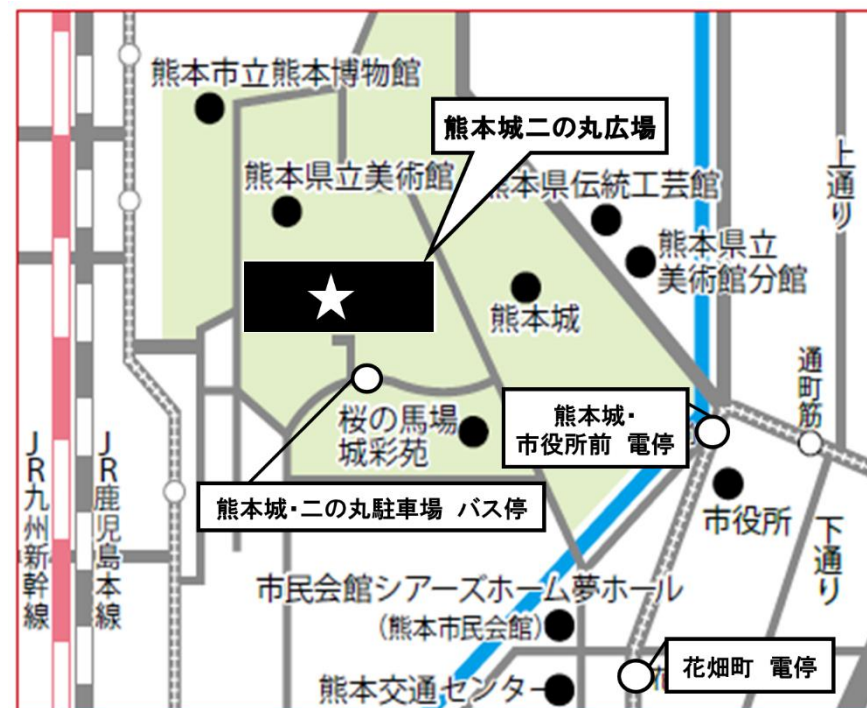 熊本市立熊本博物館
熊本城二の丸広場
熊本県立美術館
熊本県伝統工芸館
上通り
熊本県立
美術館分館
熊本城
通町筋
熊本城・
市役所前 電停
桜の馬場
城彩苑
JR九州新幹線
JR鹿児島本線
熊本城・二の丸駐車場 バス停
市役所
下通り
市民会館シアーズホーム夢ホール
(熊本市民会館)
花畑町 電停
熊本交通センター